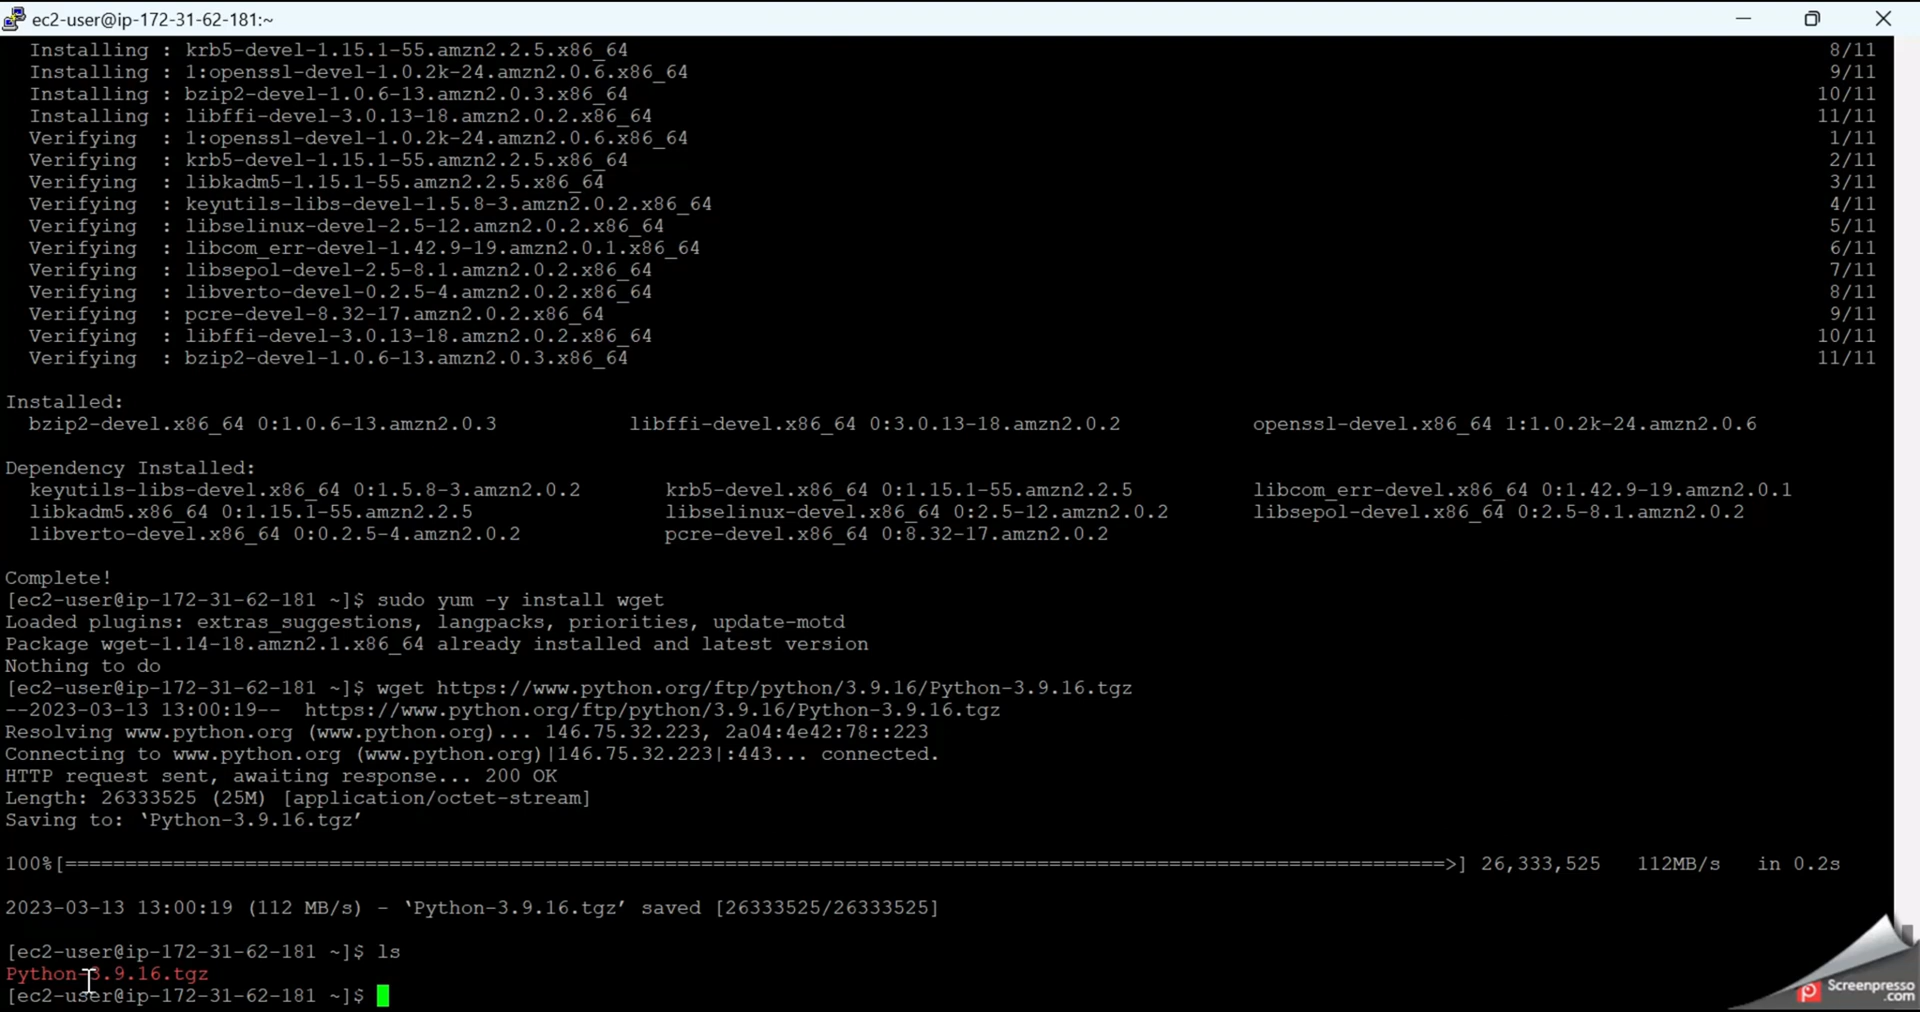 ec2-user@ip-172-31-62-181:~
Installing : krb5-devel-1.15.1-55.amzn2.2.5.x86_64 8/11
Installing : 1:openssl-devel-1.0.2k-24.amzn2.0.6.x86_64 9/11
Installing : bzip2-devel-1.0.6-13.amzn2.0.3.x86_64 10/11
Installing : libffi-devel-3.0.13-18.amzn2.0.2.x86_64 11/11
Verifying : 1:openssl-devel-1.0.2k-24.amzn2.0.6.x86_64 1/11
Verifying : krb5-devel-1.15.1-55.amzn2.2.5.x86_64 2/11
Verifying : libkadm5-1.15.1-55.amzn2.2.5.x86_64 3/11
Verifying : keyutils-libs-devel-1.5.8-3.amzn2.0.2.x86_64 4/11
Verifying : libselinux-devel-2.5-12.amzn2.0.2.x86_64 5/11
Verifying : libcom_err-devel-1.42.9-19.amzn2.0.1.x86_64 6/11
Verifying : libsepol-devel-2.5-8.1.amzn2.0.2.x86_64 7/11
Verifying : libverto-devel-0.2.5-4.amzn2.0.2.x86_64 8/11
Verifying : pcre-devel-8.32-17.amzn2.0.2.x86_64 9/11
Verifying : libffi-devel-3.0.13-18.amzn2.0.2.x86_64 10/11
Verifying : bzip2-devel-1.0.6-13.amzn2.0.3.x86_64 11/11
Installed:
bzip2-devel.x86_64 0:1.0.6-13.amzn2.0.3 libffi-devel.x86_64 0:3.0.13-18.amzn2.0.2 openssl-devel.x86_64 1:1.0.2k-24.amzn2.0.6
Dependency Installed:
keyutils-libs-devel.x86_64 0:1.5.8-3.amzn2.0.2 krb5-devel.x86_64 0:1.15.1-55.amzn2.2.5 libcom_err-devel.x86_64 0:1.42.9-19.amzn2.0.1
libkadm5.x86_64 0:1.15.1-55.amzn2.2.5 libselinux-devel.x86_64 0:2.5-12.amzn2.0.2 libsepol-devel.x86_64 0:2.5-8.1.amzn2.0.2
libverto-devel.x86_64 0:0.2.5-4.amzn2.0.2 pcre-devel.x86_64 0:8.32-17.amzn2.0.2
Complete!
[ec2-user@ip-172-31-62-181 ~]$ sudo yum -y install wget
Loaded plugins: extras_suggestions, langpacks, priorities, update-motd
Package wget-1.14-18.amzn2.1.x86_64 already installed and latest version
Nothing to do
[ec2-user@ip-172-31-62-181 ~]$ wget https://www.python.org/ftp/python/3.9.16/Python-3.9.16.tgz
--2023-03-13 13:00:19-- https://www.python.org/ftp/python/3.9.16/Python-3.9.16.tgz
Resolving www.python.org (www.python.org)... 146.75.32.223, 2a04:4e42:78::223
Connecting to www.python.org (www.python.org)|146.75.32.223|:443... connected.
HTTP request sent, awaiting response... 200 OK
Length: 26333525 (25M) [application/octet-stream]
Saving to: ‘Python-3.9.16.tgz’
100%[===================================================================================================================>] 26,333,525 112MB/s in 0.2s
2023-03-13 13:00:19 (112 MB/s) - ‘Python-3.9.16.tgz’ saved [26333525/26333525]
[ec2-user@ip-172-31-62-181 ~]$ ls
Python-3.9.16.tgz
[ec2-user@ip-172-31-62-181 ~]$
Screenpresso
.com